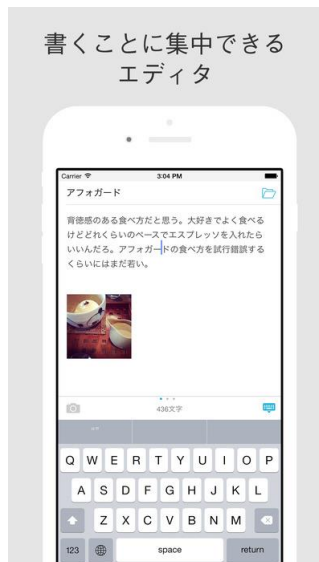 書くことに集中できる
エディタ
Carrier 3:04 PM
アフォガード
背徳感のある食べ方だと思う。大好きでよく食べる
けどどれくらいのペースでエスプレッソを入れたら
いいんだろ。アフォガードの食べ方を試行錯誤する
くらいにはまだ若い。
436文字
Q W E R T Y U I O P
A S D F G H J K L
Z X C V B N M
123 space return